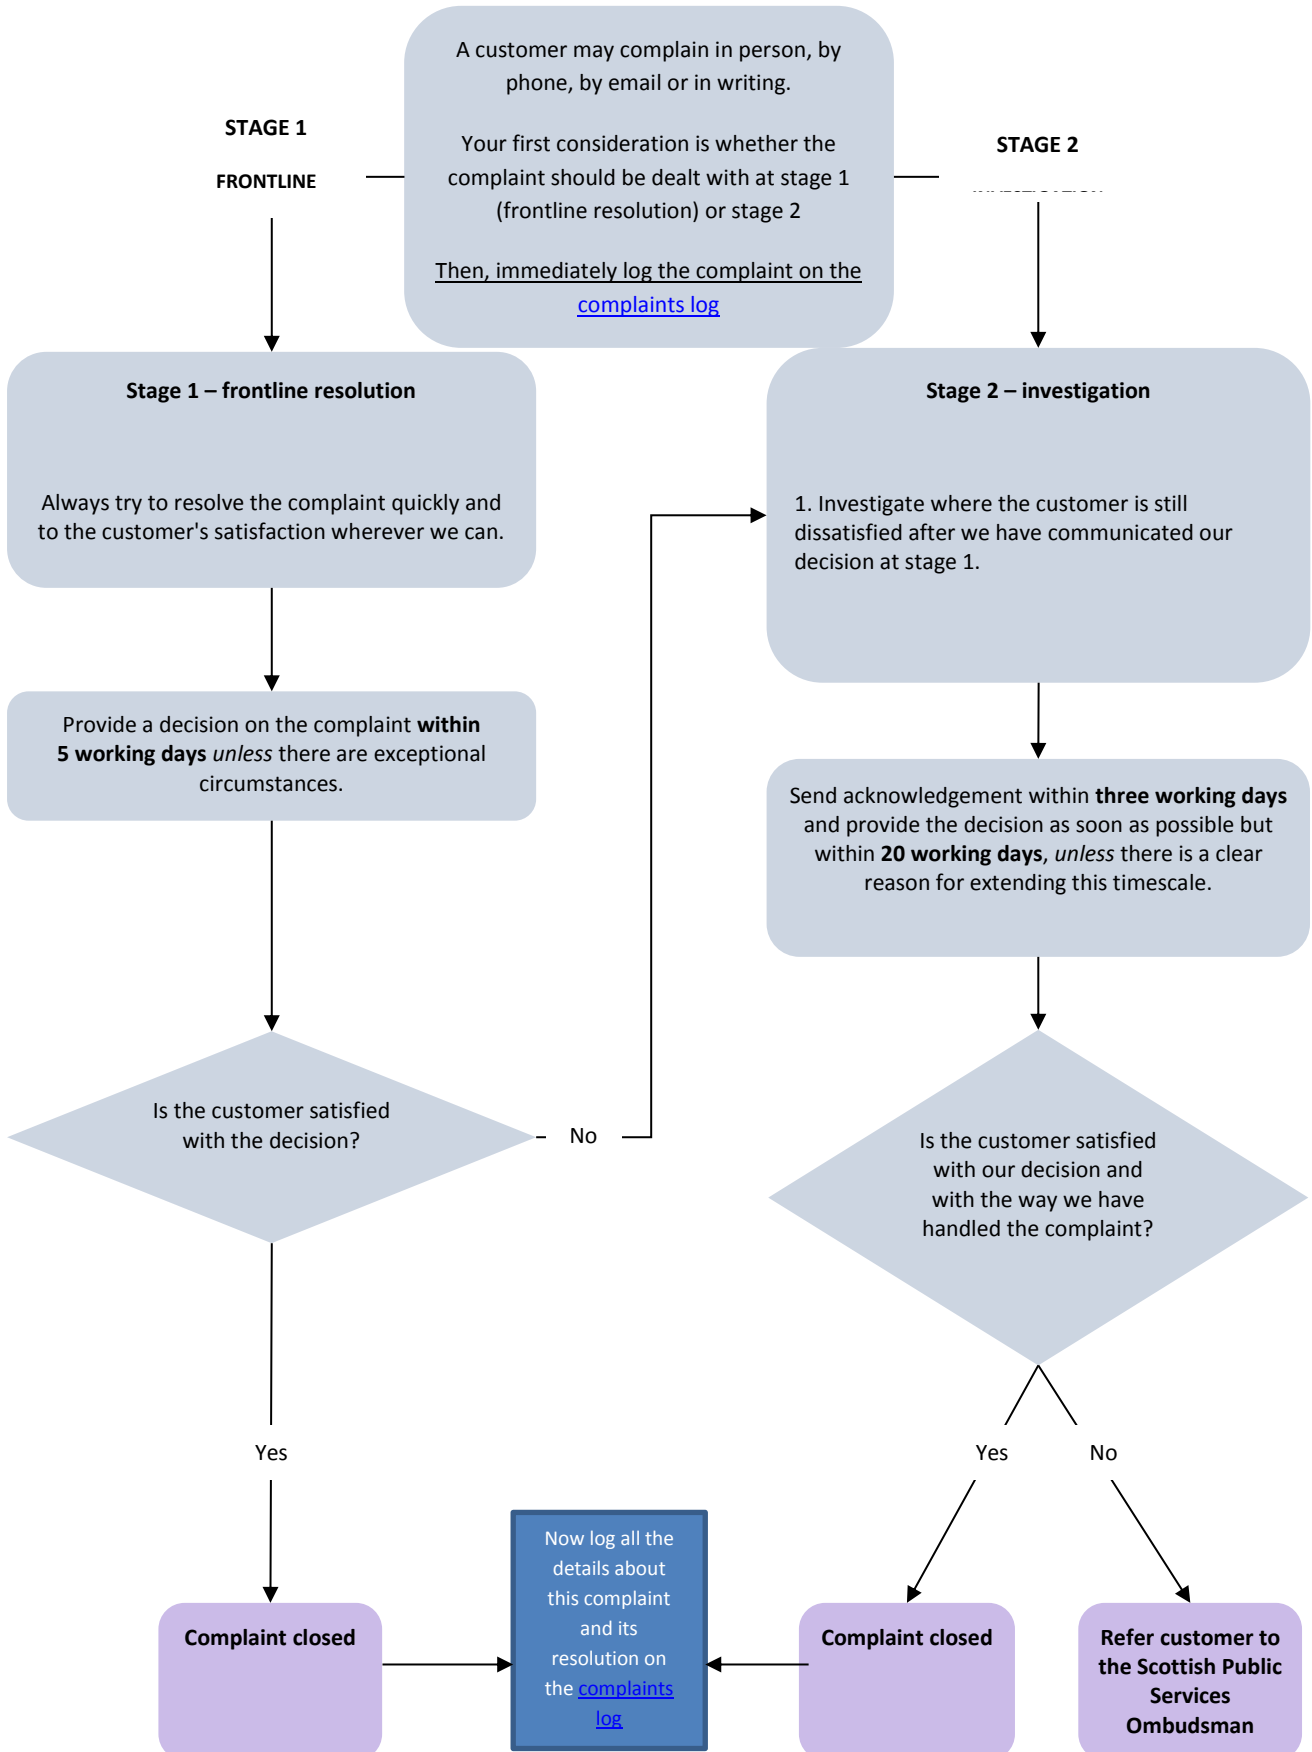 A customer may complain in person, by
phone, by email or in writing.
Your first consideration is whether the
complaint should be dealt with at stage 1
(frontline resolution) or stage 2
Then, immediately log the complaint on the
complaints log
STAGE 1
FRONTLINE
STAGE 2
Stage 1 – frontline resolution
Always try to resolve the complaint quickly and
to the customer's satisfaction wherever we can.
Provide a decision on the complaint within
5 working days unless there are exceptional
circumstances.
Is the customer satisfied
with the decision?
No
Yes
Complaint closed
Stage 2 – investigation
1. Investigate where the customer is still
dissatisfied after we have communicated our
decision at stage 1.
Send acknowledgement within three working days
and provide the decision as soon as possible but
within 20 working days, unless there is a clear
reason for extending this timescale.
Is the customer satisfied
with our decision and
with the way we have
handled the complaint?
Yes
No
Now log all the
details about
this complaint
and its
resolution on
the complaints
log
Complaint closed
Refer customer to
the Scottish Public
Services
Ombudsman